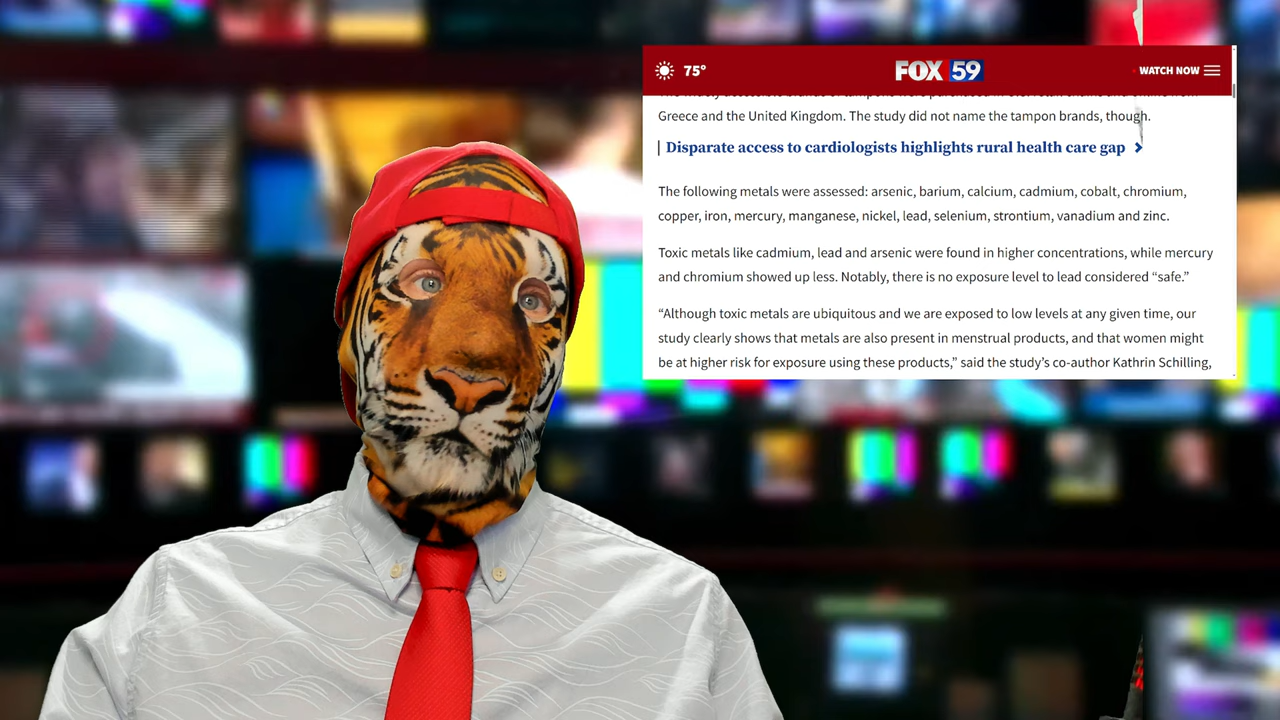 75°
FOX 59
WATCH NOW
Greece and the United Kingdom. The study did not name the tampon brands, though.
Disparate access to cardiologists highlights rural health care gap
The following metals were assessed: arsenic, barium, calcium, cadmium, cobalt, chromium,
copper, iron, mercury, manganese, nickel, lead, selenium, strontium, vanadium and zinc.
Toxic metals like cadmium, lead and arsenic were found in higher concentrations, while mercury
and chromium showed up less. Notably, there is no exposure level to lead considered “safe.”
“Although toxic metals are ubiquitous and we are exposed to low levels at any given time, our
study clearly shows that metals are also present in menstrual products, and that women might
be at higher risk for exposure using these products,” said the study’s co-author Kathrin Schilling,